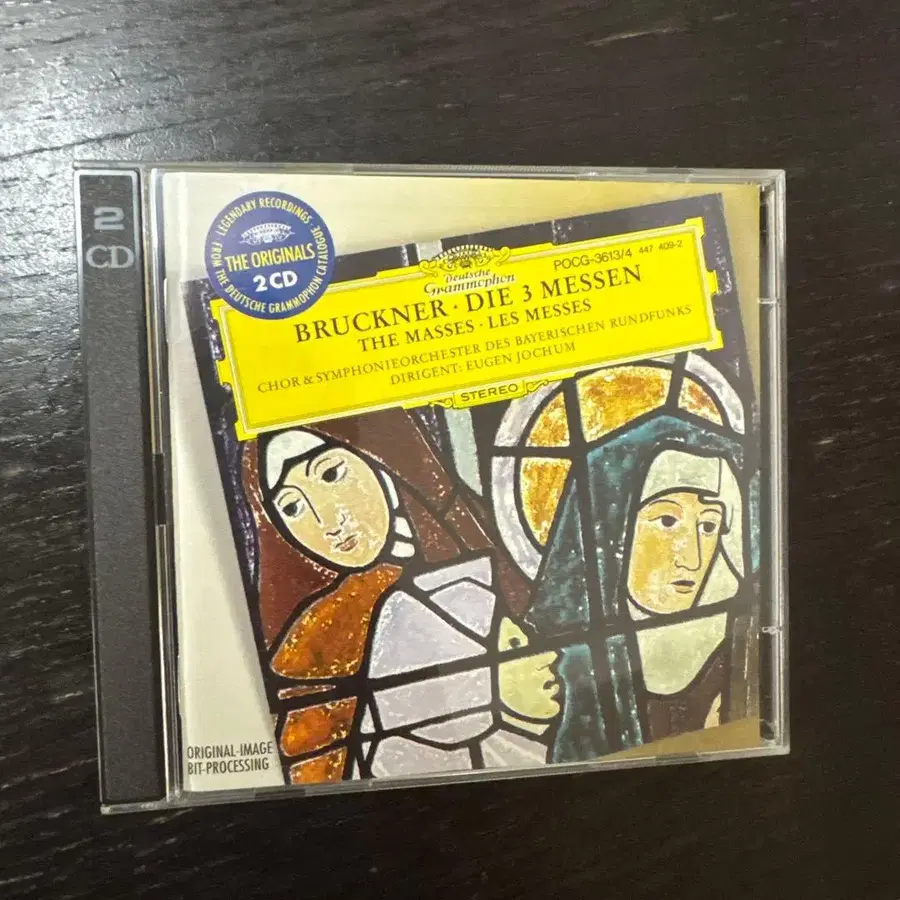 2
CD
LEGENDARY RECORDINGS
FROM THE DEUTSCHE GRAMMOPHON CATALOGUE
THE ORIGINALS
2 CD
Deutsche
Grammophon
POCG-3613/4 447 409-2
BRUCKNER · DIE 3 MESSEN
THE MASSES · LES MESSES
CHOR & SYMPHONIEORCHESTER DES BAYERISCHEN RUNDFUNKS
DIRIGENT: EUGEN JOCHUM
STEREO
ORIGINAL-IMAGE
BIT-PROCESSING